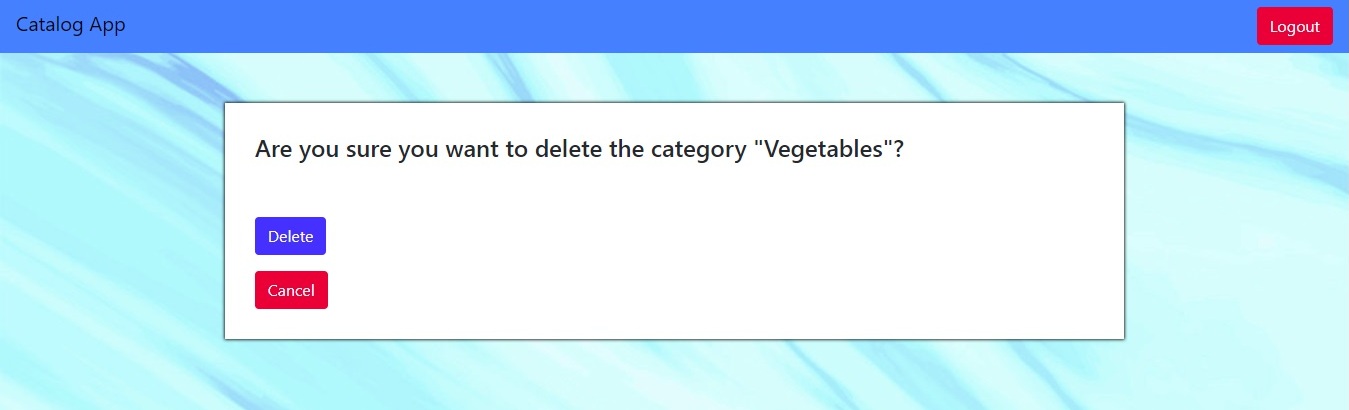 Catalog App
Logout
Are you sure you want to delete the category "Vegetables"?
Delete
Cancel